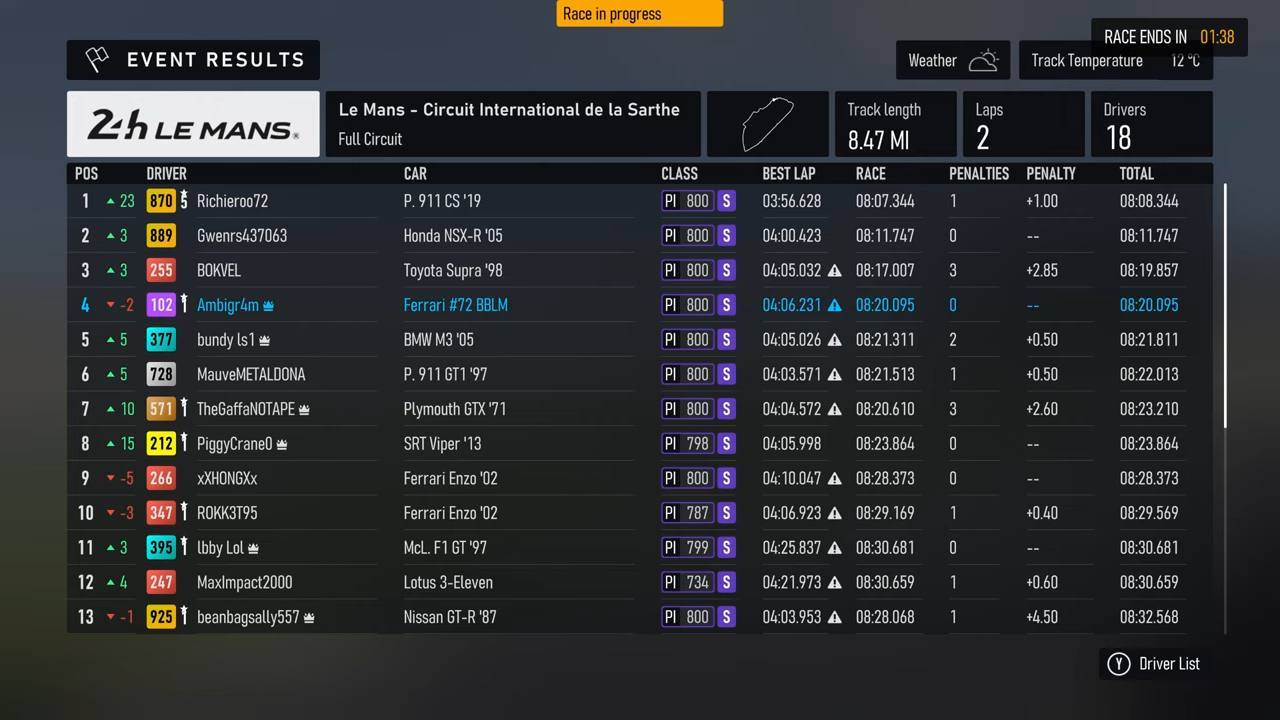 Race in progress
RACE ENDS IN 01:38
EVENT RESULTS
Weather
Track Temperature 12 °C
24h LE MANS®
Le Mans - Circuit International de la Sarthe
Full Circuit
Track length
8.47 MI
Laps
2
Drivers
18
POS DRIVER CAR CLASS BEST LAP RACE PENALTIES PENALTY TOTAL
1 23 870 5 Richieroo72 P. 911 CS '19 PI 800 S 03:56.628 08:07.344 1 +1.00 08:08.344
2 3 889 Gwenrs437063 Honda NSX-R '05 PI 800 S 04:00.423 08:11.747 0 -- 08:11.747
3 3 255 BOKVEL Toyota Supra '98 PI 800 S 04:05.032 08:17.007 3 +2.85 08:19.857
4 -2 102 1 Ambigr4m Ferrari #72 BBLM PI 800 S 04:06.231 08:20.095 0 -- 08:20.095
5 5 377 bundy ls1 BMW M3 '05 PI 800 S 04:05.026 08:21.311 2 +0.50 08:21.811
6 5 728 MauveMETALDONA P. 911 GT1 '97 PI 800 S 04:03.571 08:21.513 1 +0.50 08:22.013
7 10 571 1 TheGaffaNOTAPE Plymouth GTX '71 PI 800 S 04:04.572 08:20.610 3 +2.60 08:23.210
8 15 212 1 PiggyCrane0 SRT Viper '13 PI 798 S 04:05.998 08:23.864 0 -- 08:23.864
9 -5 266 xXHONGXx Ferrari Enzo '02 PI 800 S 04:10.047 08:28.373 0 -- 08:28.373
10 -3 347 1 ROKK3T95 Ferrari Enzo '02 PI 787 S 04:06.923 08:29.169 1 +0.40 08:29.569
11 3 395 1 lbby Lol McL. F1 GT '97 PI 799 S 04:25.837 08:30.681 0 -- 08:30.681
12 4 247 MaxImpact2000 Lotus 3-Eleven PI 734 S 04:21.973 08:30.659 1 +0.60 08:30.659
13 -1 925 1 beanbagsally557 Nissan GT-R '87 PI 800 S 04:03.953 08:28.068 1 +4.50 08:32.568
Y Driver List